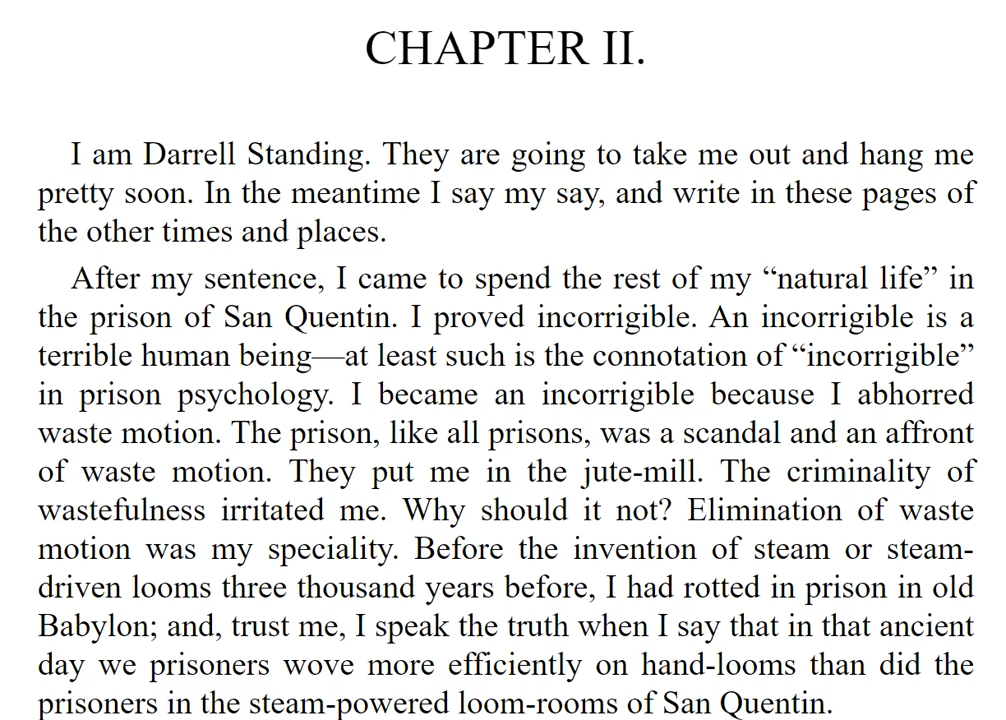 CHAPTER II.
I am Darrell Standing. They are going to take me out and hang me
pretty soon. In the meantime I say my say, and write in these pages of
the other times and places.
After my sentence, I came to spend the rest of my “natural life” in
the prison of San Quentin. I proved incorrigible. An incorrigible is a
terrible human being—at least such is the connotation of “incorrigible”
in prison psychology. I became an incorrigible because I abhorred
waste motion. The prison, like all prisons, was a scandal and an affront
of waste motion. They put me in the jute-mill. The criminality of
wastefulness irritated me. Why should it not? Elimination of waste
motion was my speciality. Before the invention of steam or steam-
driven looms three thousand years before, I had rotted in prison in old
Babylon; and, trust me, I speak the truth when I say that in that ancient
day we prisoners wove more efficiently on hand-looms than did the
prisoners in the steam-powered loom-rooms of San Quentin.